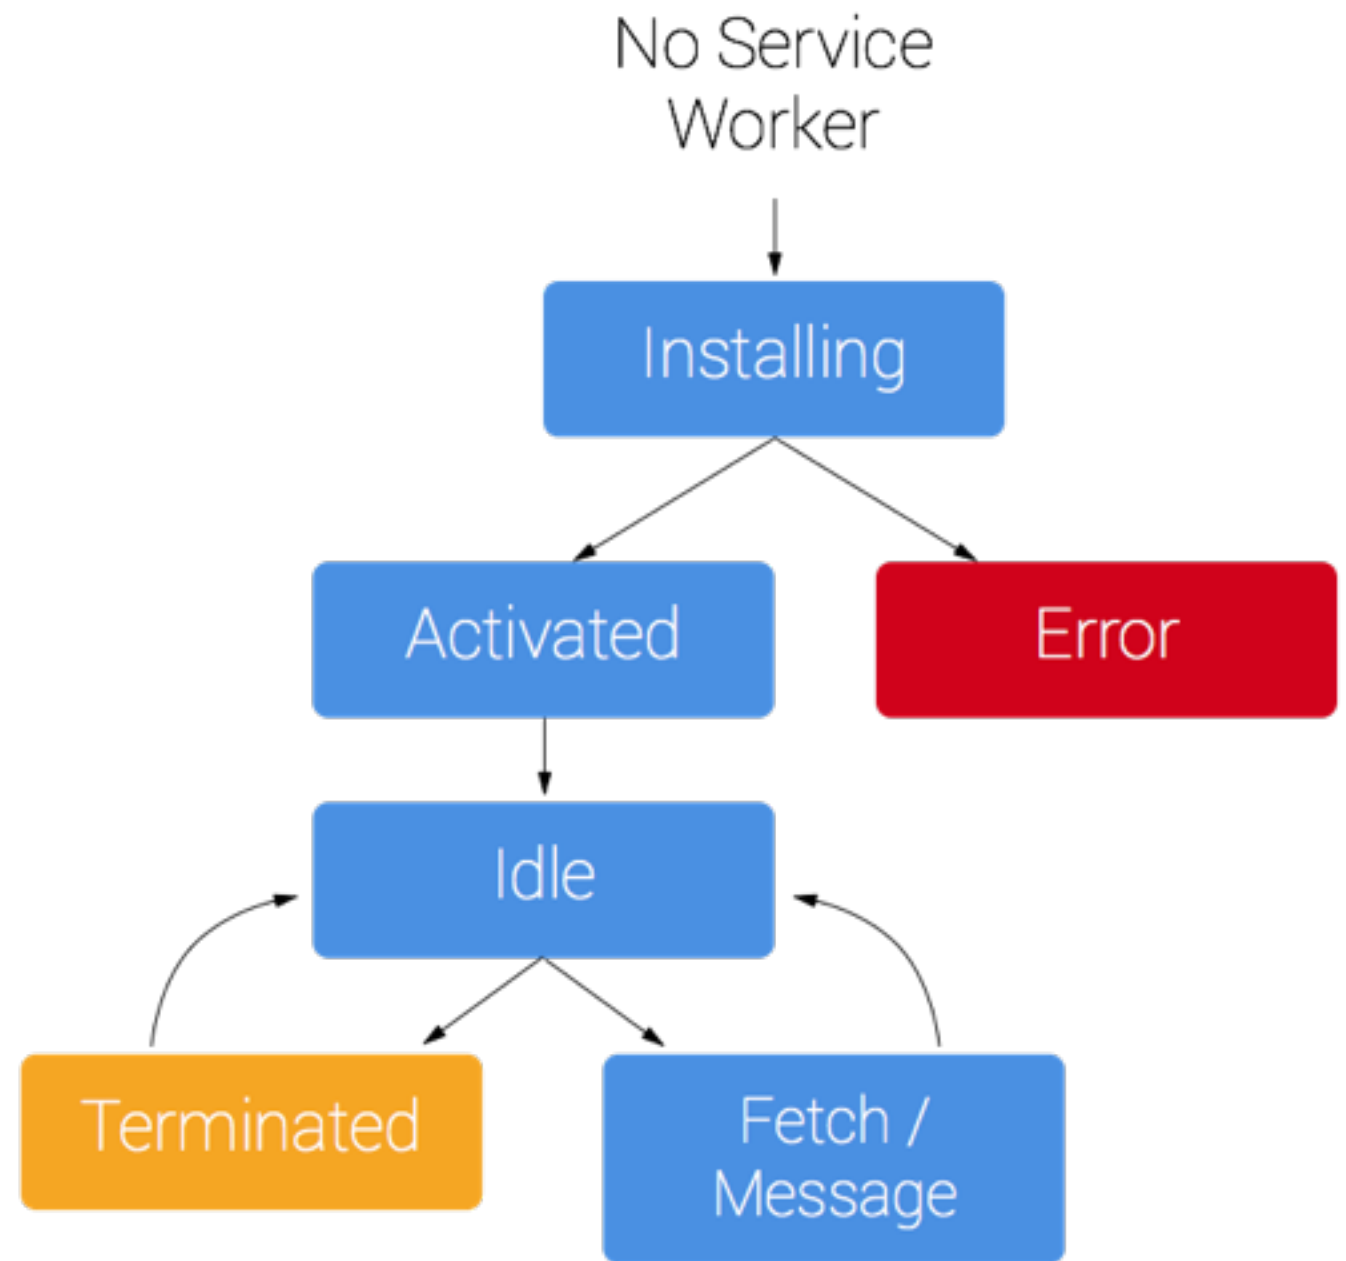 No Service
Worker
Installing
Activated
Error
Idle
Terminated
Fetch /
Message